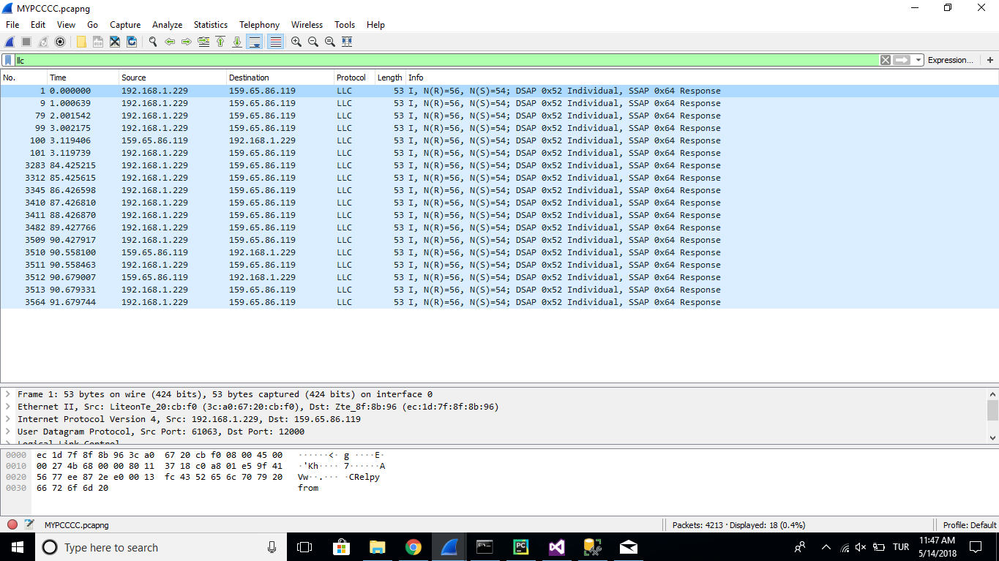 MYPCCCC.pcapng
File Edit View Go Capture Analyze Statistics Telephony Wireless Tools Help
llc Expression... +
No. Time Source Destination Protocol Length Info
1 0.000000 192.168.1.229 159.65.86.119 LLC 53 I, N(R)=56, N(S)=54; DSAP 0x52 Individual, SSAP 0x64 Response
9 1.000639 192.168.1.229 159.65.86.119 LLC 53 I, N(R)=56, N(S)=54; DSAP 0x52 Individual, SSAP 0x64 Response
79 2.001542 192.168.1.229 159.65.86.119 LLC 53 I, N(R)=56, N(S)=54; DSAP 0x52 Individual, SSAP 0x64 Response
99 3.002175 192.168.1.229 159.65.86.119 LLC 53 I, N(R)=56, N(S)=54; DSAP 0x52 Individual, SSAP 0x64 Response
100 3.119406 159.65.86.119 192.168.1.229 LLC 53 I, N(R)=56, N(S)=54; DSAP 0x52 Individual, SSAP 0x64 Response
101 3.119739 192.168.1.229 159.65.86.119 LLC 53 I, N(R)=56, N(S)=54; DSAP 0x52 Individual, SSAP 0x64 Response
3283 84.425215 192.168.1.229 159.65.86.119 LLC 53 I, N(R)=56, N(S)=54; DSAP 0x52 Individual, SSAP 0x64 Response
3312 85.425615 192.168.1.229 159.65.86.119 LLC 53 I, N(R)=56, N(S)=54; DSAP 0x52 Individual, SSAP 0x64 Response
3345 86.426598 192.168.1.229 159.65.86.119 LLC 53 I, N(R)=56, N(S)=54; DSAP 0x52 Individual, SSAP 0x64 Response
3410 87.426810 192.168.1.229 159.65.86.119 LLC 53 I, N(R)=56, N(S)=54; DSAP 0x52 Individual, SSAP 0x64 Response
3411 88.426870 192.168.1.229 159.65.86.119 LLC 53 I, N(R)=56, N(S)=54; DSAP 0x52 Individual, SSAP 0x64 Response
3482 89.427766 192.168.1.229 159.65.86.119 LLC 53 I, N(R)=56, N(S)=54; DSAP 0x52 Individual, SSAP 0x64 Response
3509 90.427917 192.168.1.229 159.65.86.119 LLC 53 I, N(R)=56, N(S)=54; DSAP 0x52 Individual, SSAP 0x64 Response
3510 90.558100 159.65.86.119 192.168.1.229 LLC 53 I, N(R)=56, N(S)=54; DSAP 0x52 Individual, SSAP 0x64 Response
3511 90.558463 192.168.1.229 159.65.86.119 LLC 53 I, N(R)=56, N(S)=54; DSAP 0x52 Individual, SSAP 0x64 Response
3512 90.679007 159.65.86.119 192.168.1.229 LLC 53 I, N(R)=56, N(S)=54; DSAP 0x52 Individual, SSAP 0x64 Response
3513 90.679331 192.168.1.229 159.65.86.119 LLC 53 I, N(R)=56, N(S)=54; DSAP 0x52 Individual, SSAP 0x64 Response
3564 91.679744 192.168.1.229 159.65.86.119 LLC 53 I, N(R)=56, N(S)=54; DSAP 0x52 Individual, SSAP 0x64 Response
Frame 1: 53 bytes on wire (424 bits), 53 bytes captured (424 bits) on interface 0
Ethernet II, Src: LiteonTe_20:cb:f0 (3c:a0:67:20:cb:f0), Dst: Zte_8f:8b:96 (ec:1d:7f:8f:8b:96)
Internet Protocol Version 4, Src: 192.168.1.229, Dst: 159.65.86.119
User Datagram Protocol, Src Port: 61063, Dst Port: 12000
Logical Link Control
0000 ec 1d 7f 8f 8b 96 3c a0 67 20 cb f0 08 00 45 00 ······<· g ····E·
0010 00 27 4b 68 00 00 80 11 37 18 c0 a8 01 e5 9f 41 ·'Kh···· 7······A
0020 56 77 ee 87 2e e0 00 13 fc 43 52 65 6c 70 79 20 Vw··.··· ·CRelpy
0030 66 72 6f 6d 20 from
MYPCCCC.pcapng Packets: 4213 · Displayed: 18 (0.4%) Profile: Default
Type here to search
TUR
11:47 AM
5/14/2018